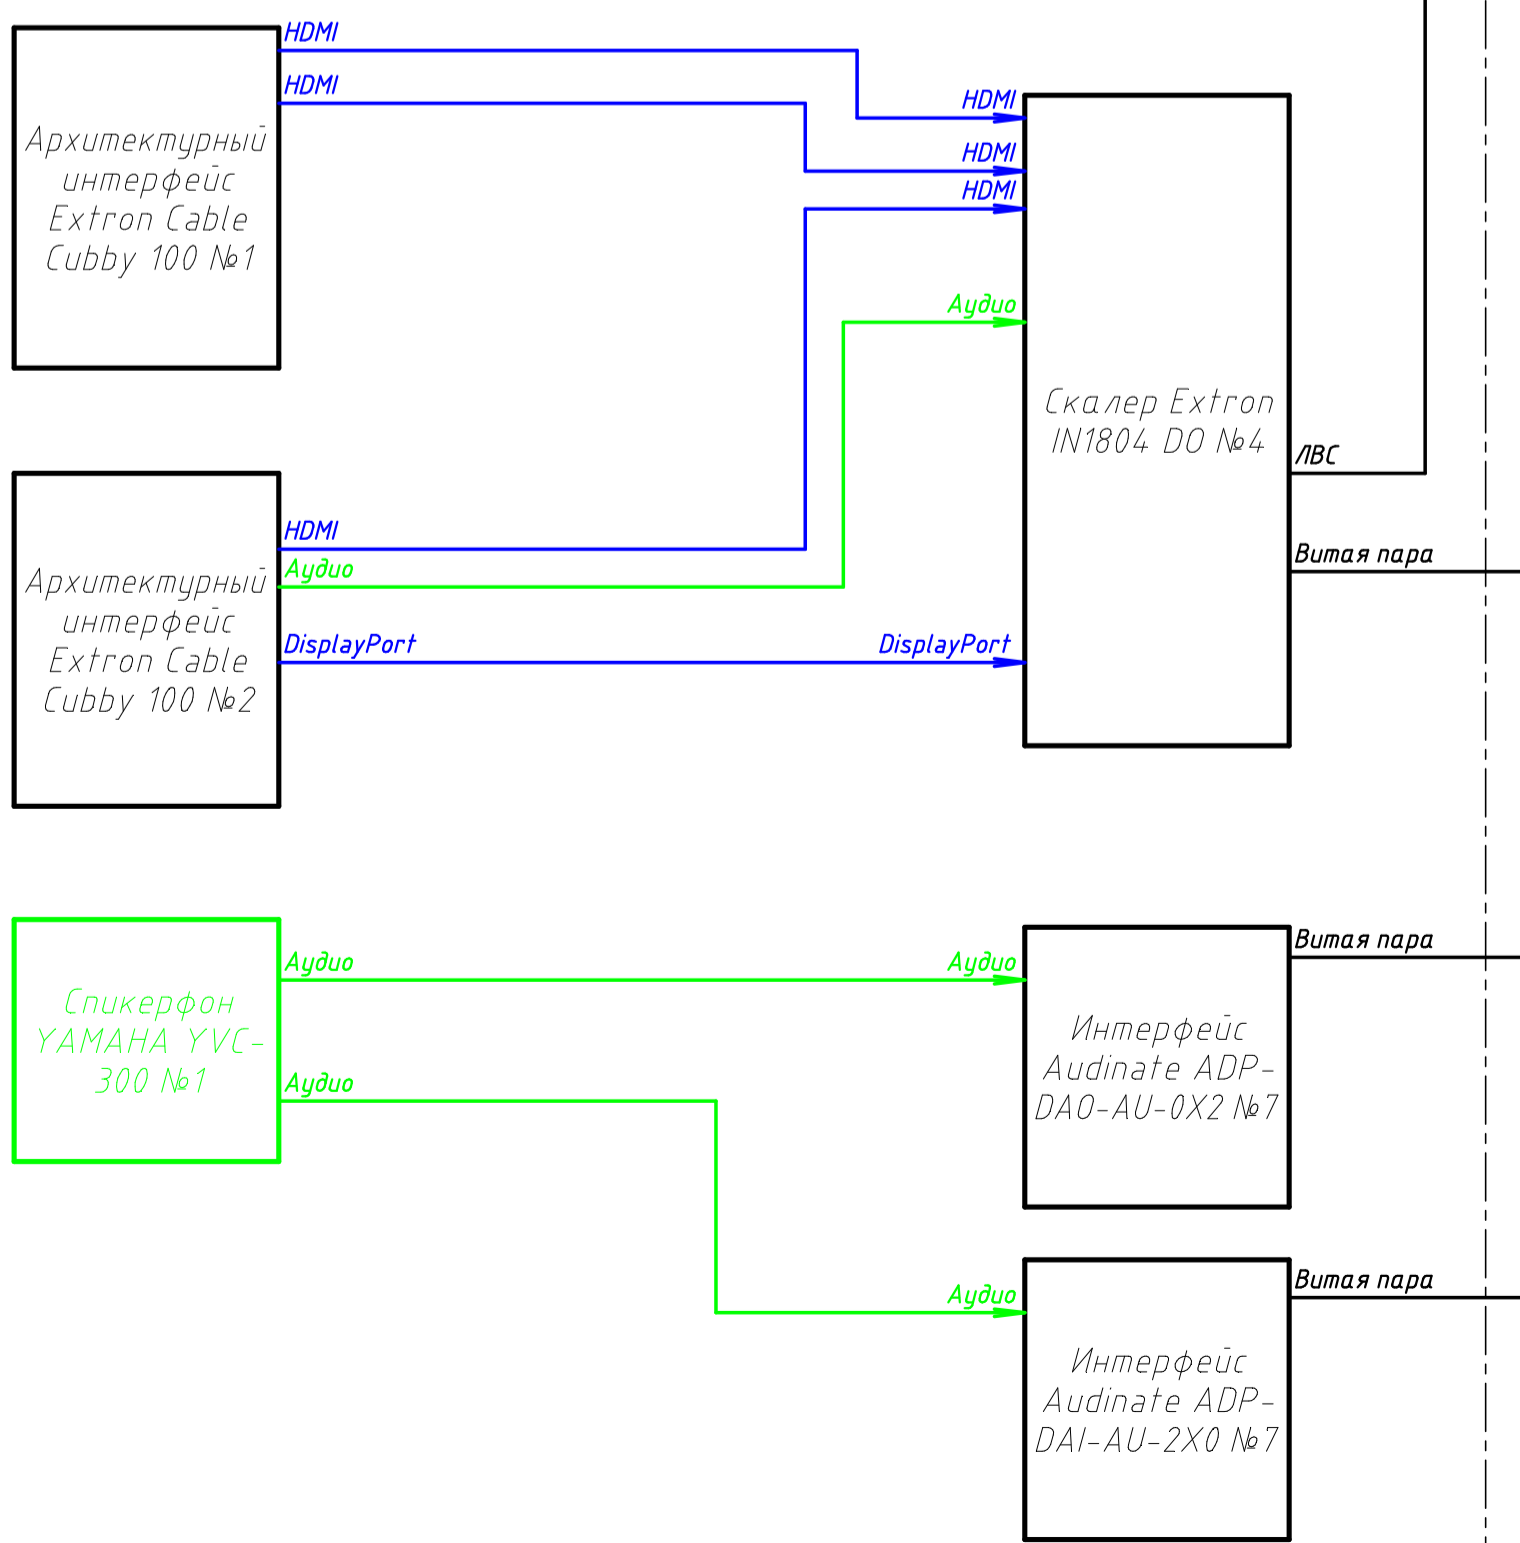 HDMI
HDMI
Архитектурный
интерфейс
Extron Cable
Cubby 100 №1
HDMI
HDMI
HDMI
Аудио
Скалер Extron
IN1804 DO №4
ЛВС
Витая пара
HDMI
Аудио
DisplayPort
DisplayPort
Архитектурный
интерфейс
Extron Cable
Cubby 100 №2
Аудио
Аудио
Витая пара
Спикерфон
YAMAHA YVC-
300 №1
Аудио
Интерфейс
Audinate ADP-
DAO-AU-0X2 №7
Аудио
Витая пара
Интерфейс
Audinate ADP-
DAI-AU-2X0 №7